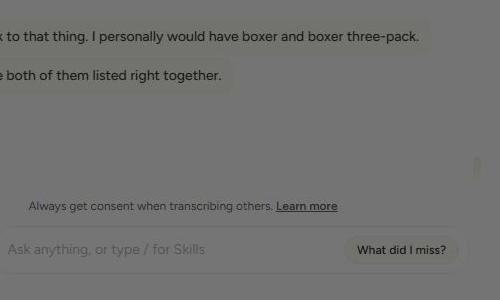 to that thing. I personally would have boxer and boxer three-pack.
both of them listed right together.
Always get consent when transcribing others. Learn more
Ask anything, or type / for Skills
What did I miss?